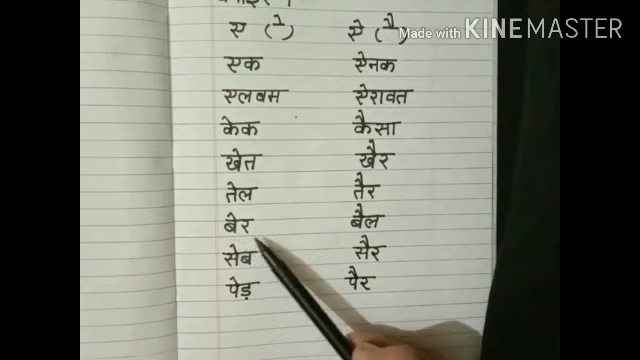 ए (े) ऐ (ै)
Made with KINEMASTER
एक ऐनक
एलबम ऐरावत
केक कैसा
खेत खैर
तेल तैर
बेर बैल
सेब सैर
पेड़ पैर